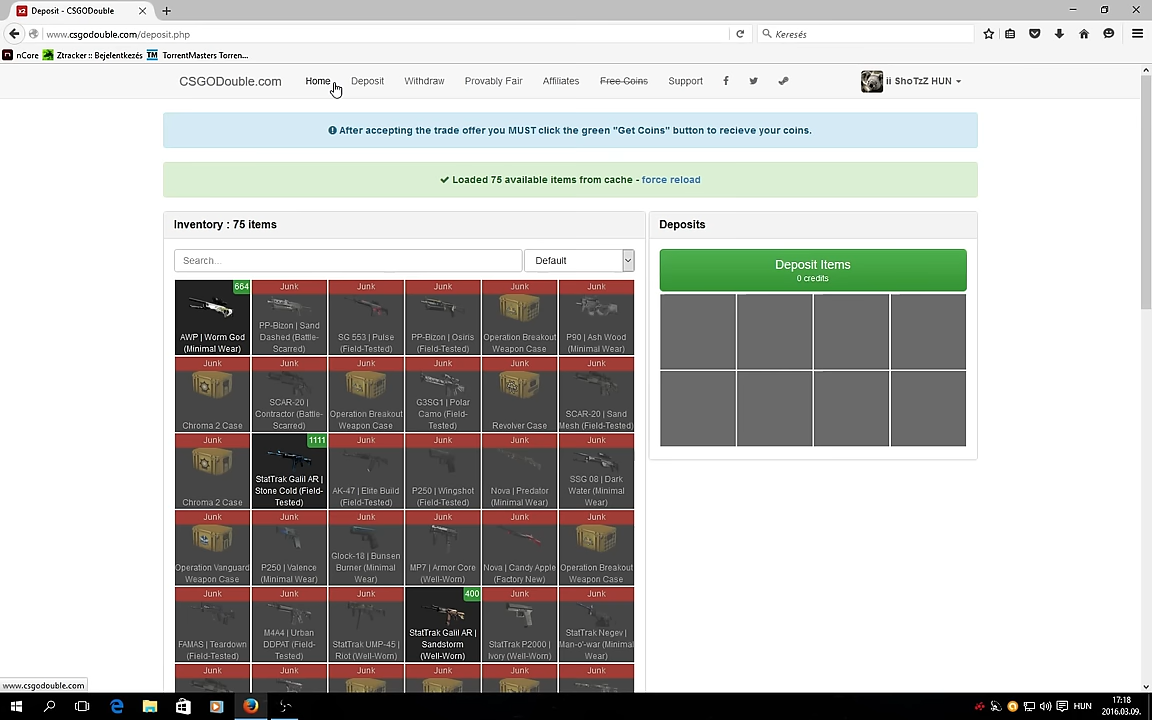 Deposit - CSGODouble
www.csgodouble.com/deposit.php
Keresés
nCore
Ztracker :: Bejelentkezés
TM TorrentMasters Torren...
CSGODouble.com
Home
Deposit
Withdraw
Provably Fair
Affiliates
Free Coins
Support
ii ShoTzZ HUN
After accepting the trade offer you MUST click the green "Get Coins" button to recieve your coins.
Loaded 75 available items from cache - force reload
Inventory : 75 items
Search...
Default
664
AWP | Worm God
(Minimal Wear)
Junk
PP-Bizon | Sand
Dashed (Battle-
Scarred)
Junk
SG 553 | Pulse
(Field-Tested)
Junk
PP-Bizon | Osiris
(Field-Tested)
Junk
Operation Breakout
Weapon Case
Junk
P90 | Ash Wood
(Minimal Wear)
Junk
Chroma 2 Case
Junk
SCAR-20 |
Contractor (Battle-
Scarred)
Junk
Operation Breakout
Weapon Case
Junk
G3SG1 | Polar
Camo (Field-
Tested)
Junk
Revolver Case
Junk
SCAR-20 | Sand
Mesh (Field-Tested)
Junk
Chroma 2 Case
1111
StatTrak Galil AR |
Stone Cold (Field-
Tested)
Junk
AK-47 | Elite Build
(Field-Tested)
Junk
P250 | Wingshot
(Field-Tested)
Junk
Nova | Predator
(Minimal Wear)
Junk
SSG 08 | Dark
Water (Minimal
Wear)
Junk
Operation Vanguard
Weapon Case
Junk
P250 | Valence
(Minimal Wear)
Junk
Glock-18 | Bunsen
Burner (Minimal
Wear)
Junk
MP7 | Armor Core
(Well-Worn)
Junk
Nova | Candy Apple
(Factory New)
Junk
Operation Breakout
Weapon Case
Junk
FAMAS | Teardown
(Field-Tested)
Junk
M4A4 | Urban
DDPAT (Field-
Tested)
Junk
StatTrak UMP-45 |
Riot (Well-Worn)
400
StatTrak Galil AR |
Sandstorm
(Well-Worn)
Junk
StatTrak P2000 |
Ivory (Well-Worn)
Junk
StatTrak Negev |
Man-o'-war (Minimal
Wear)
Junk
Junk
Junk
Junk
Junk
Junk
Deposits
Deposit Items
0 credits
www.csgodouble.com
HUN
17:18
2016.03.09.